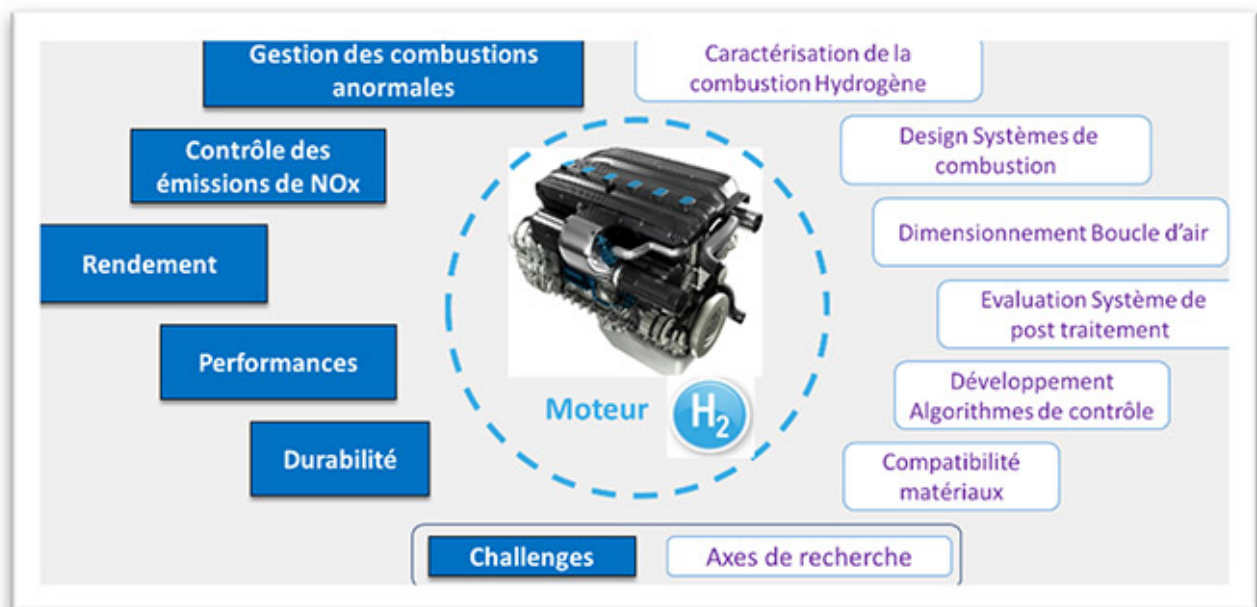 Gestion des combustions
anormales
Caractérisation de la
combustion Hydrogène
Contrôle des
émissions de NOx
Design Systèmes de
combustion
Rendement
Dimensionnement Boucle d'air
Performances
Evaluation Système de
post traitement
Durabilité
Développement
Algorithmes de contrôle
Compatibilité
matériaux
Moteur H2
Challenges
Axes de recherche